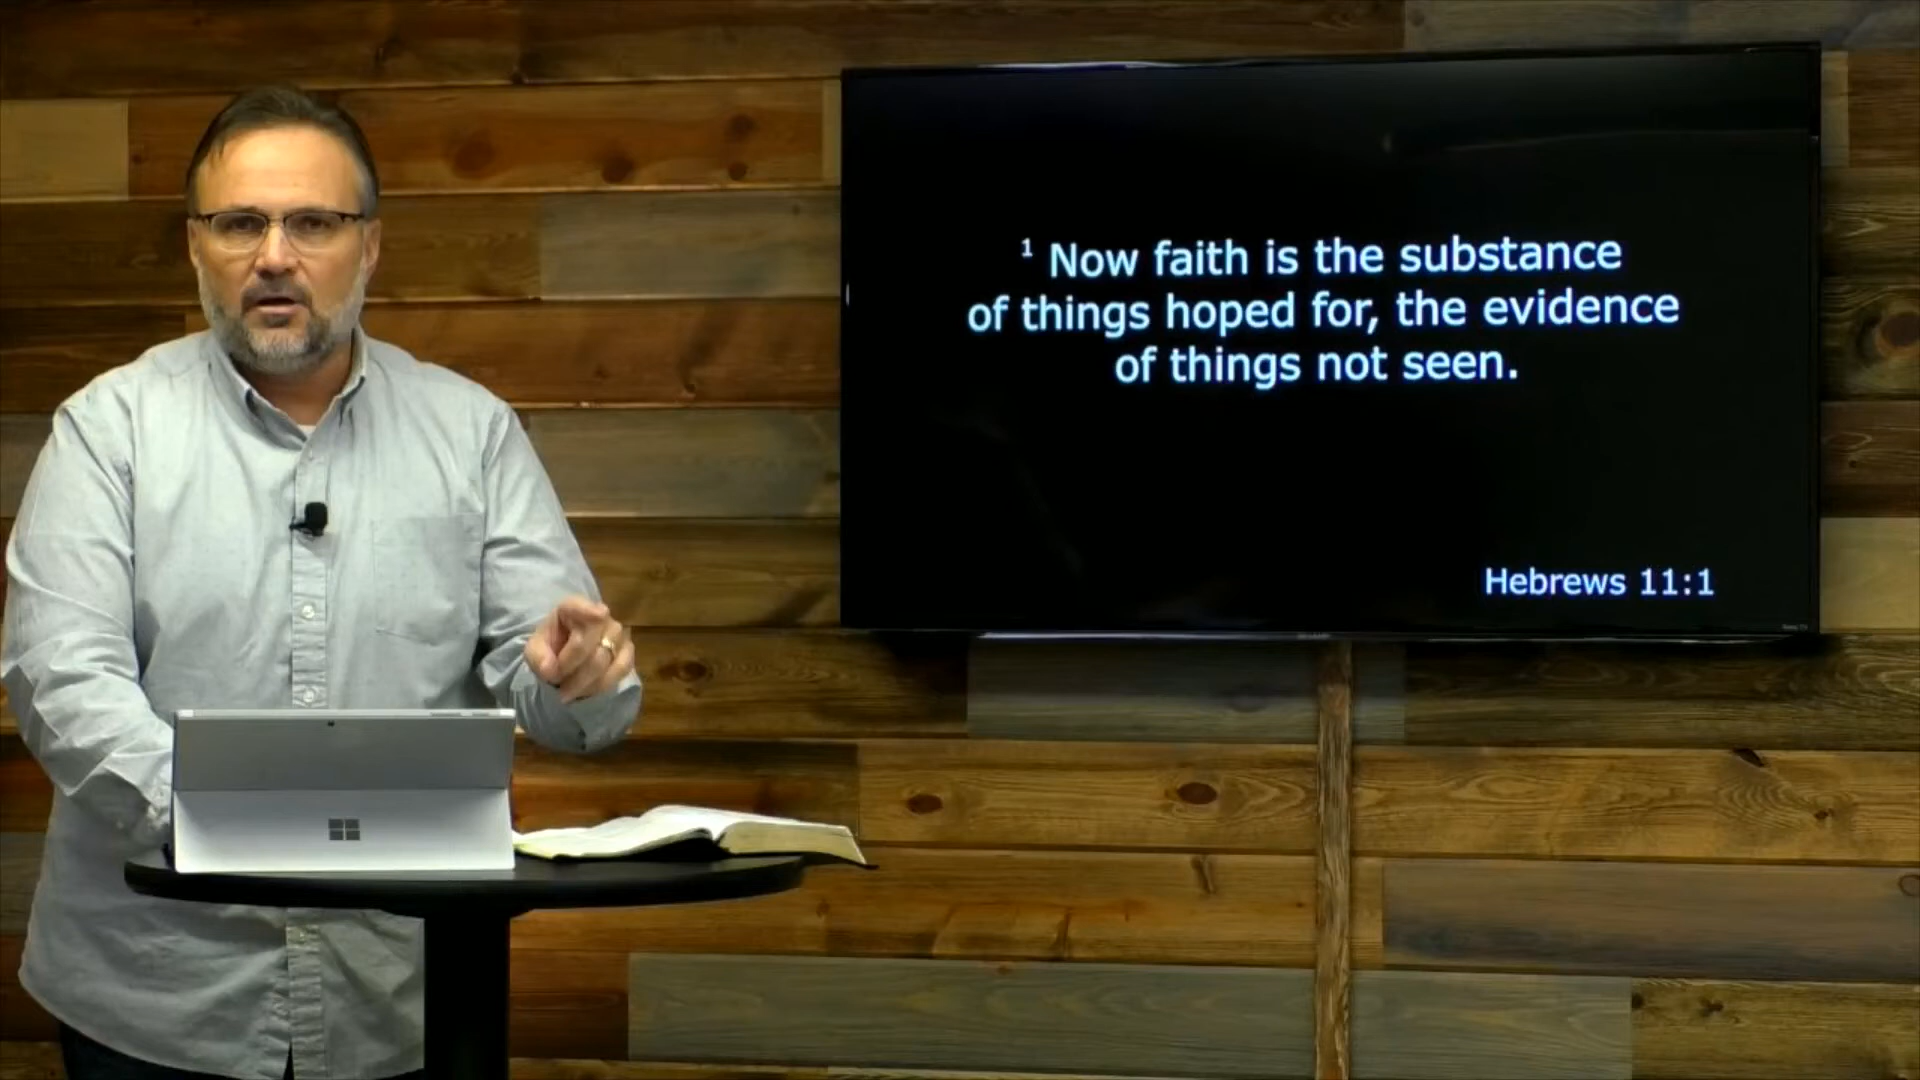 1 Now faith is the substance
of things hoped for, the evidence
of things not seen.
Hebrews 11:1